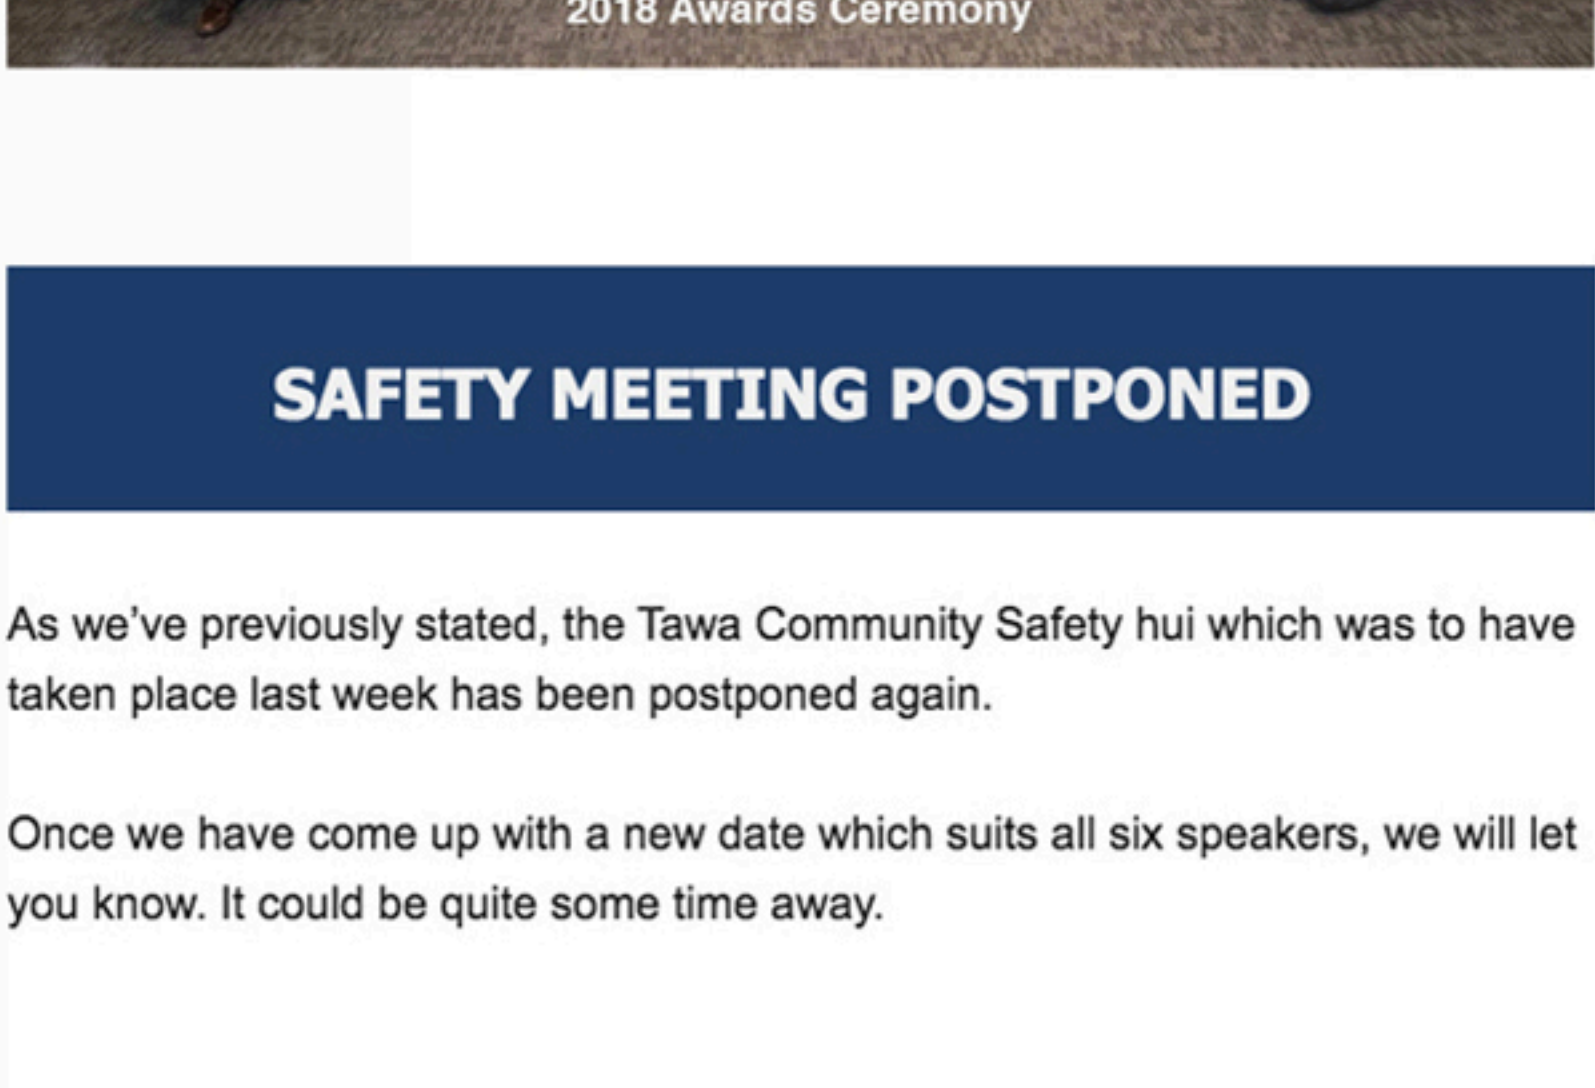 2018 Awards Ceremony
SAFETY MEETING POSTPONED
As we’ve previously stated, the Tawa Community Safety hui which was to have
taken place last week has been postponed again.
Once we have come up with a new date which suits all six speakers, we will let
you know. It could be quite some time away.